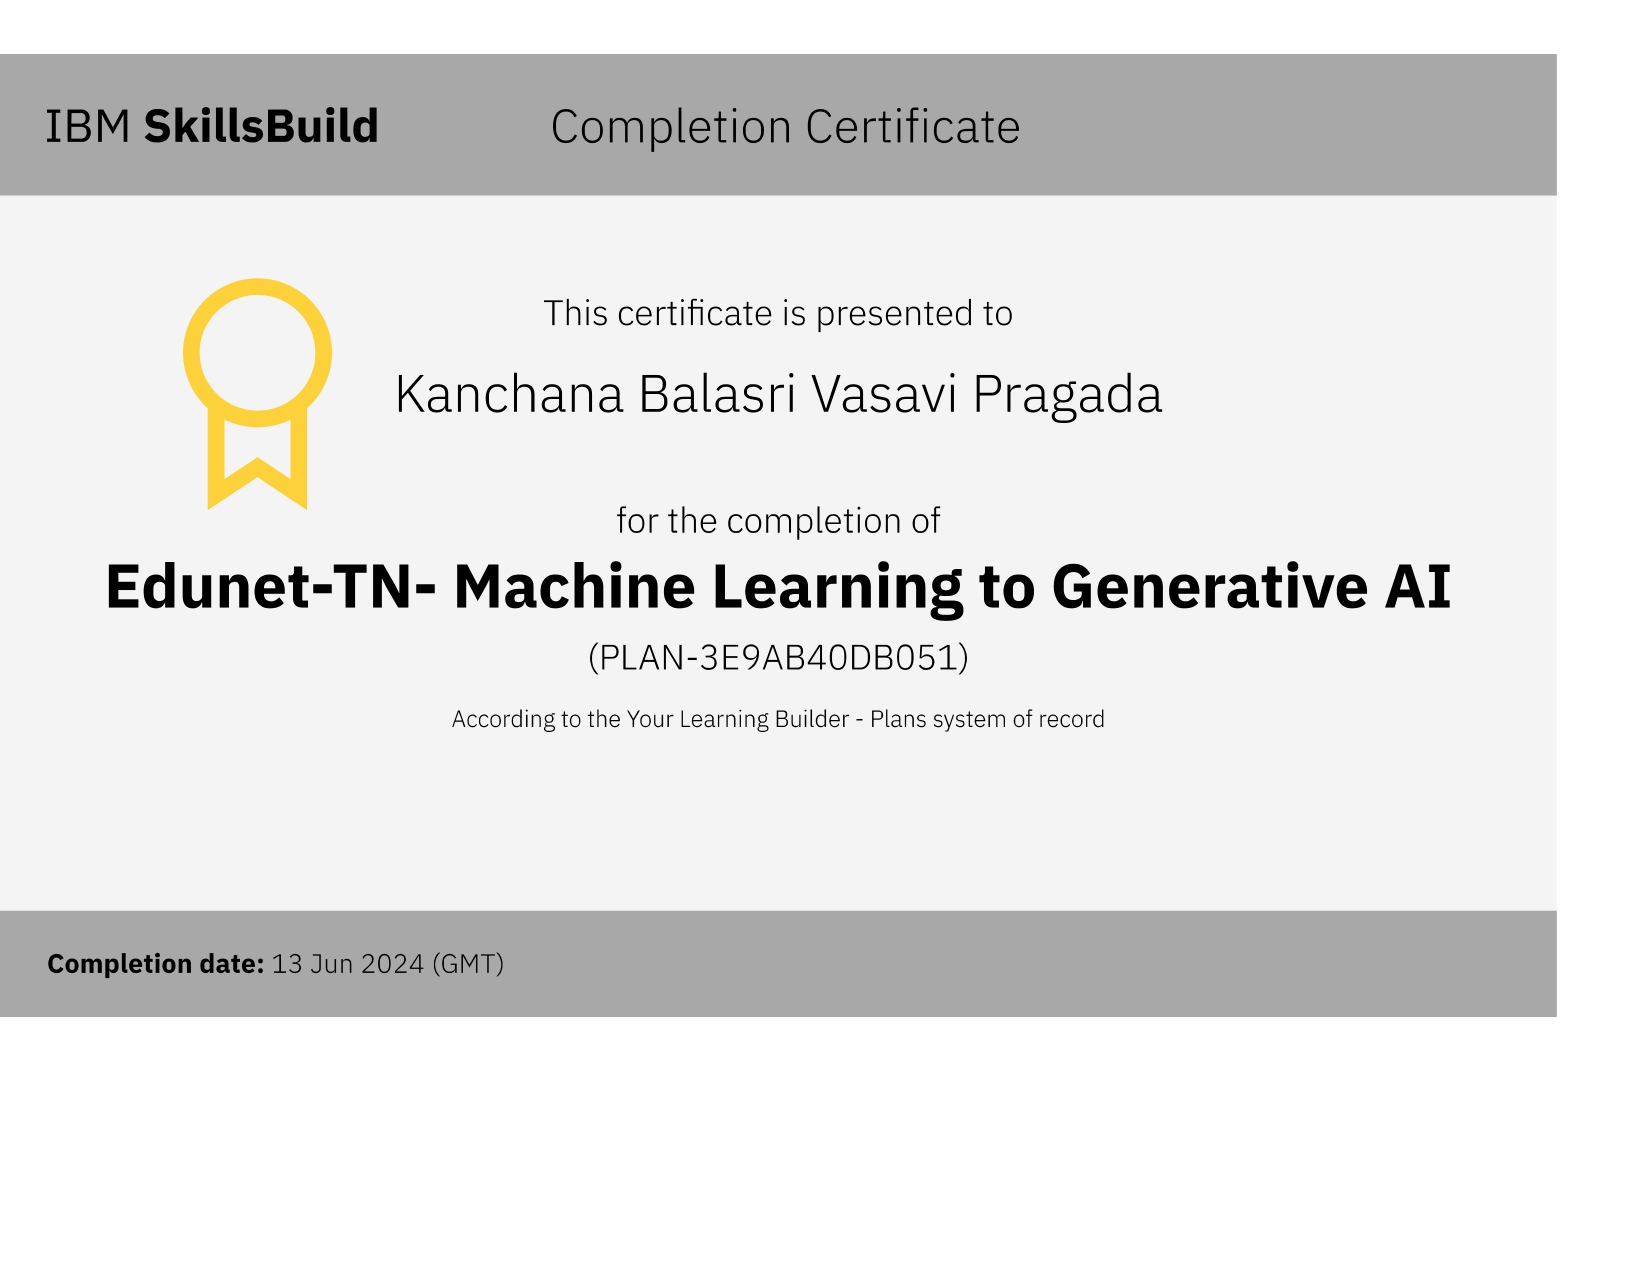 IBM SkillsBuild
Completion Certificate
This certificate is presented to
Kanchana Balasri Vasavi Pragada
for the completion of
Edunet-TN- Machine Learning to Generative AI
(PLAN-3E9AB40DB051)
According to the Your Learning Builder - Plans system of record
Completion date: 13 Jun 2024 (GMT)